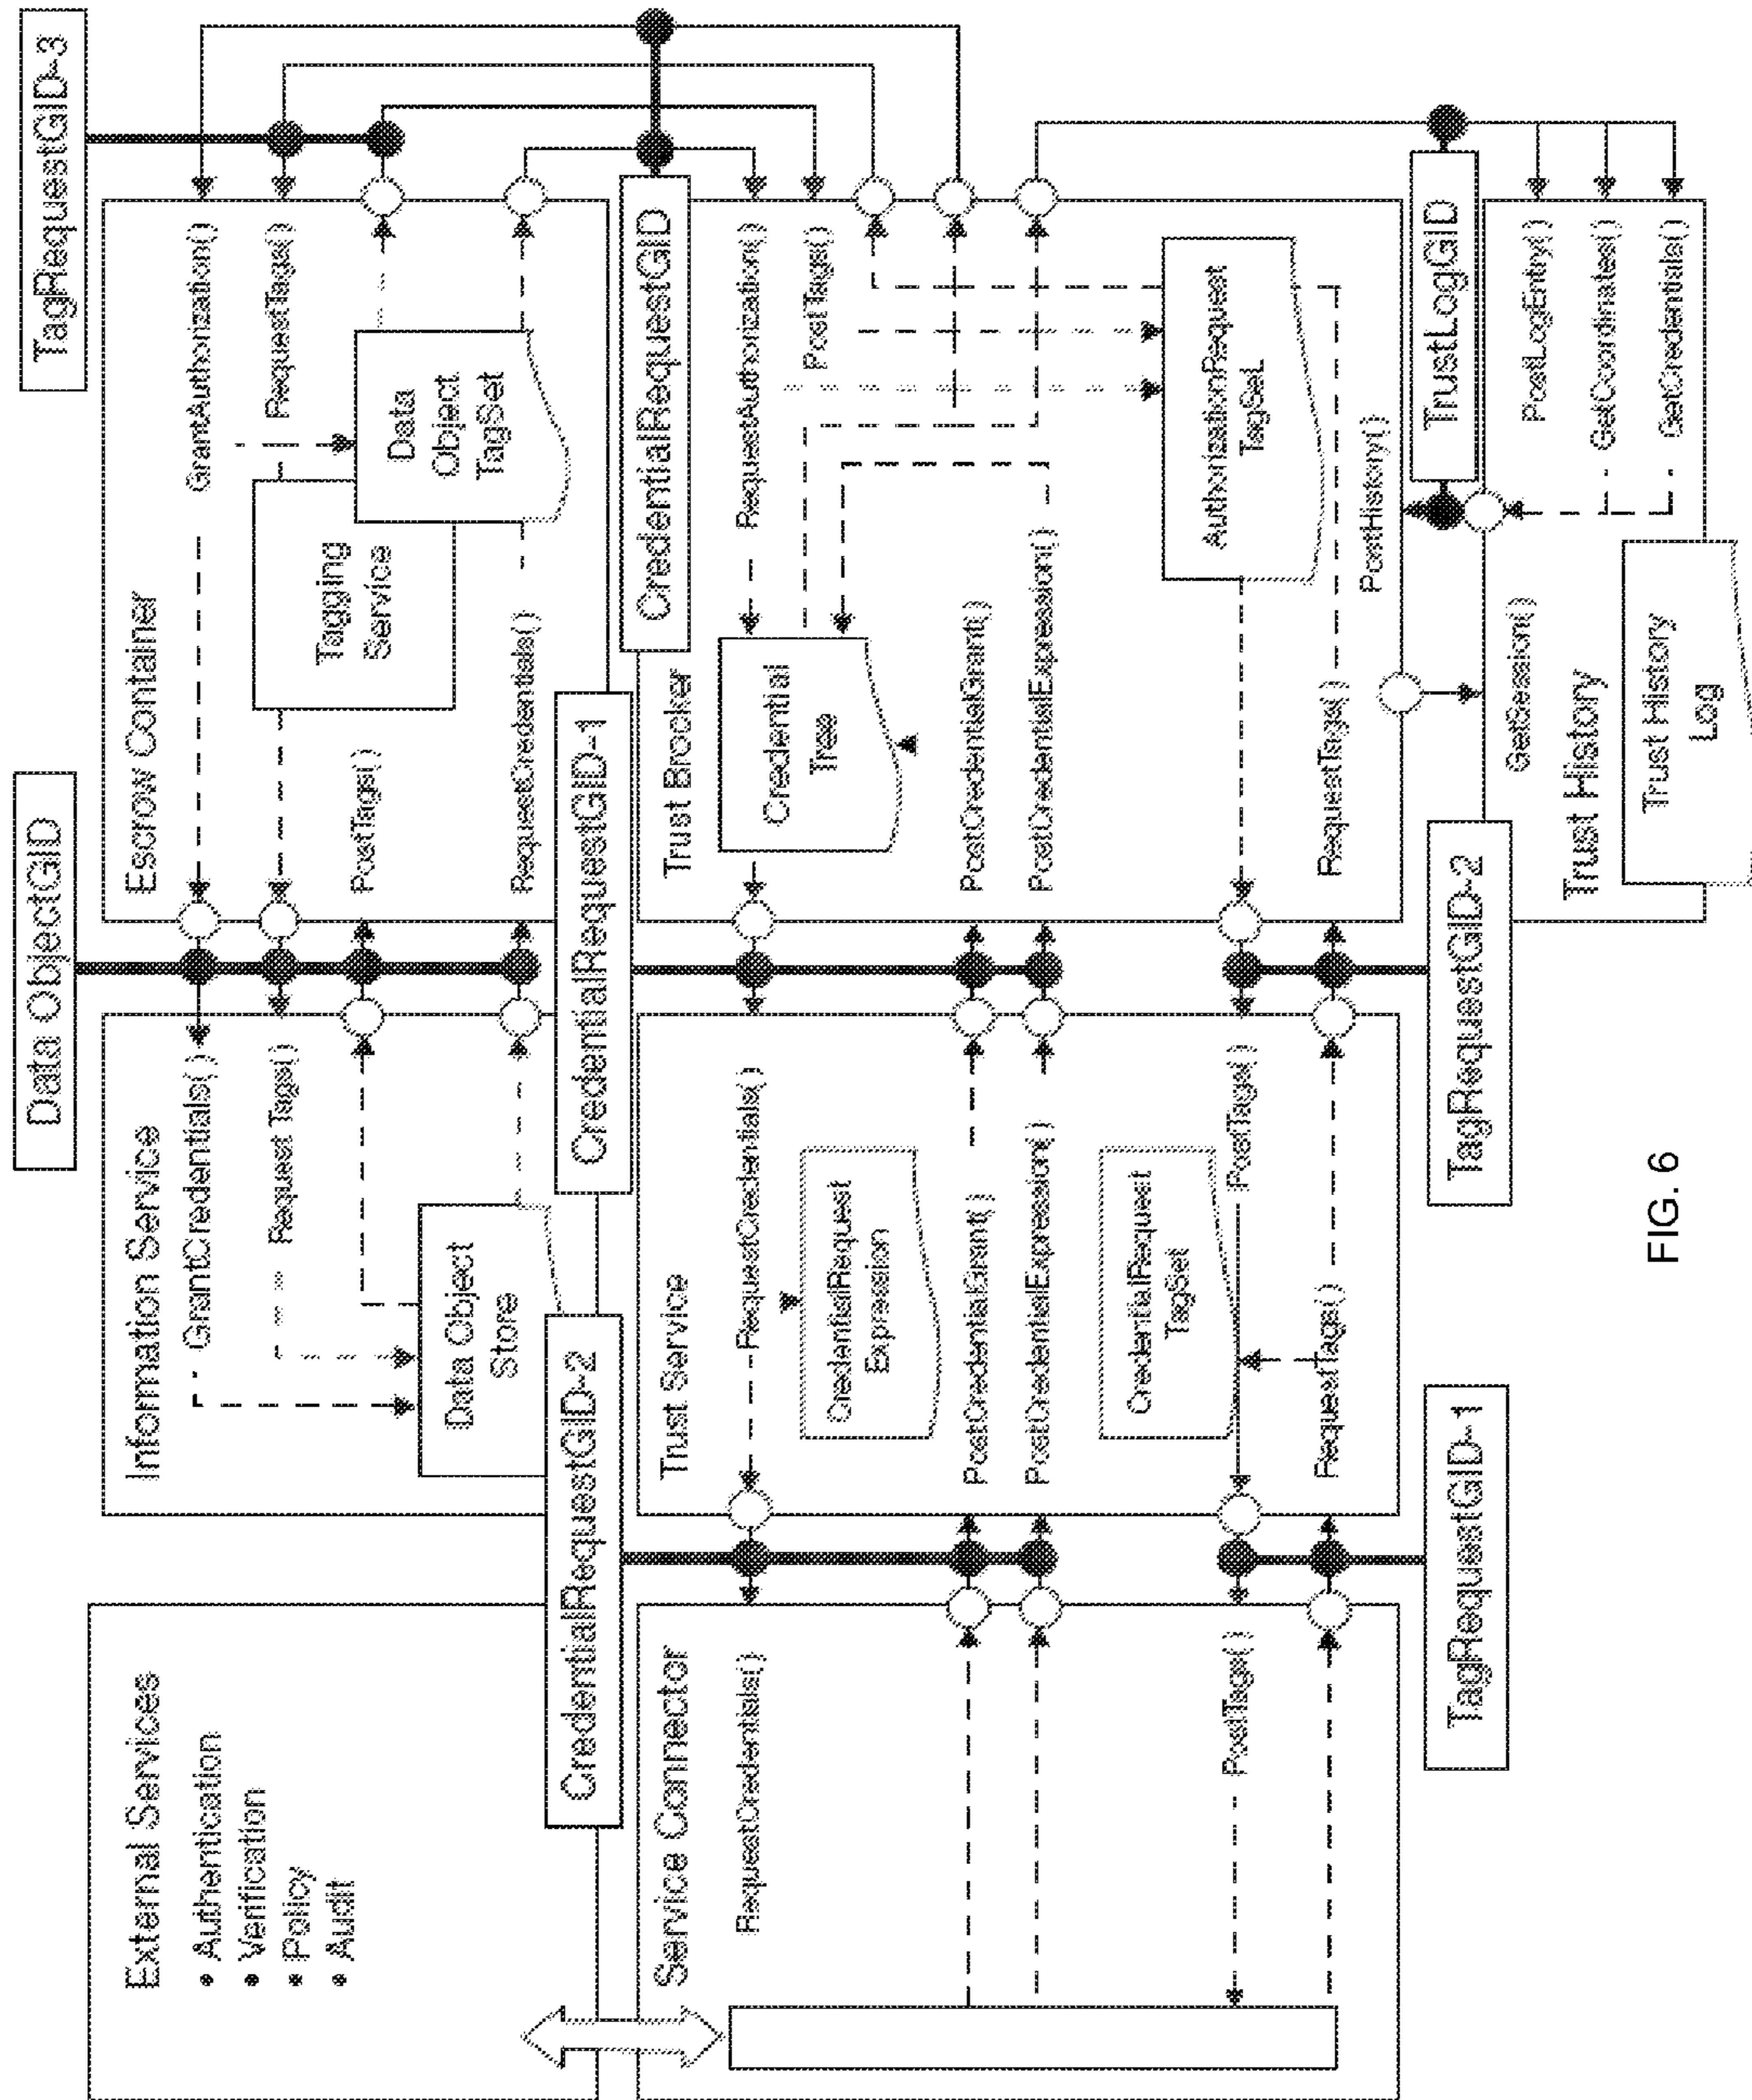 Data ObjectGID
TagRequestGID-3
External Services
• Authentication
• Verification
• Policy
• Audit
Information Service
GrantCredentials()
Request Tags()
Data Object
Store
Escrow Container
GrantAuthorization()
RequestTags()
Tagging
Service
Data
Object
TagSet
PostTags()
RequestCredentials()
CredentialRequestGID-2
CredentialRequestGID-1
CredentialRequestGID
Service Connector
RequestCredentials()
PostTags()
Trust Service
RequestCredentials()
CredentialRequest
Expression
PostCredentialGrant()
PostCredentialExpression()
CredentialRequest
TagSet
PostTags()
RequestTags()
Trust Brocker
RequestAuthorization()
PostTags()
Credential
Tree
PostCredentialGrant()
PostCredentialExpression()
AuthorizationRequest
TagSet
RequestTags()
PostHistory()
TagRequestGID-1
TagRequestGID-2
TrustLogGID
GetSession()
PostLogEntry()
GetCoordinates()
GetCredentials()
Trust History
Trust History
Log
FIG. 6